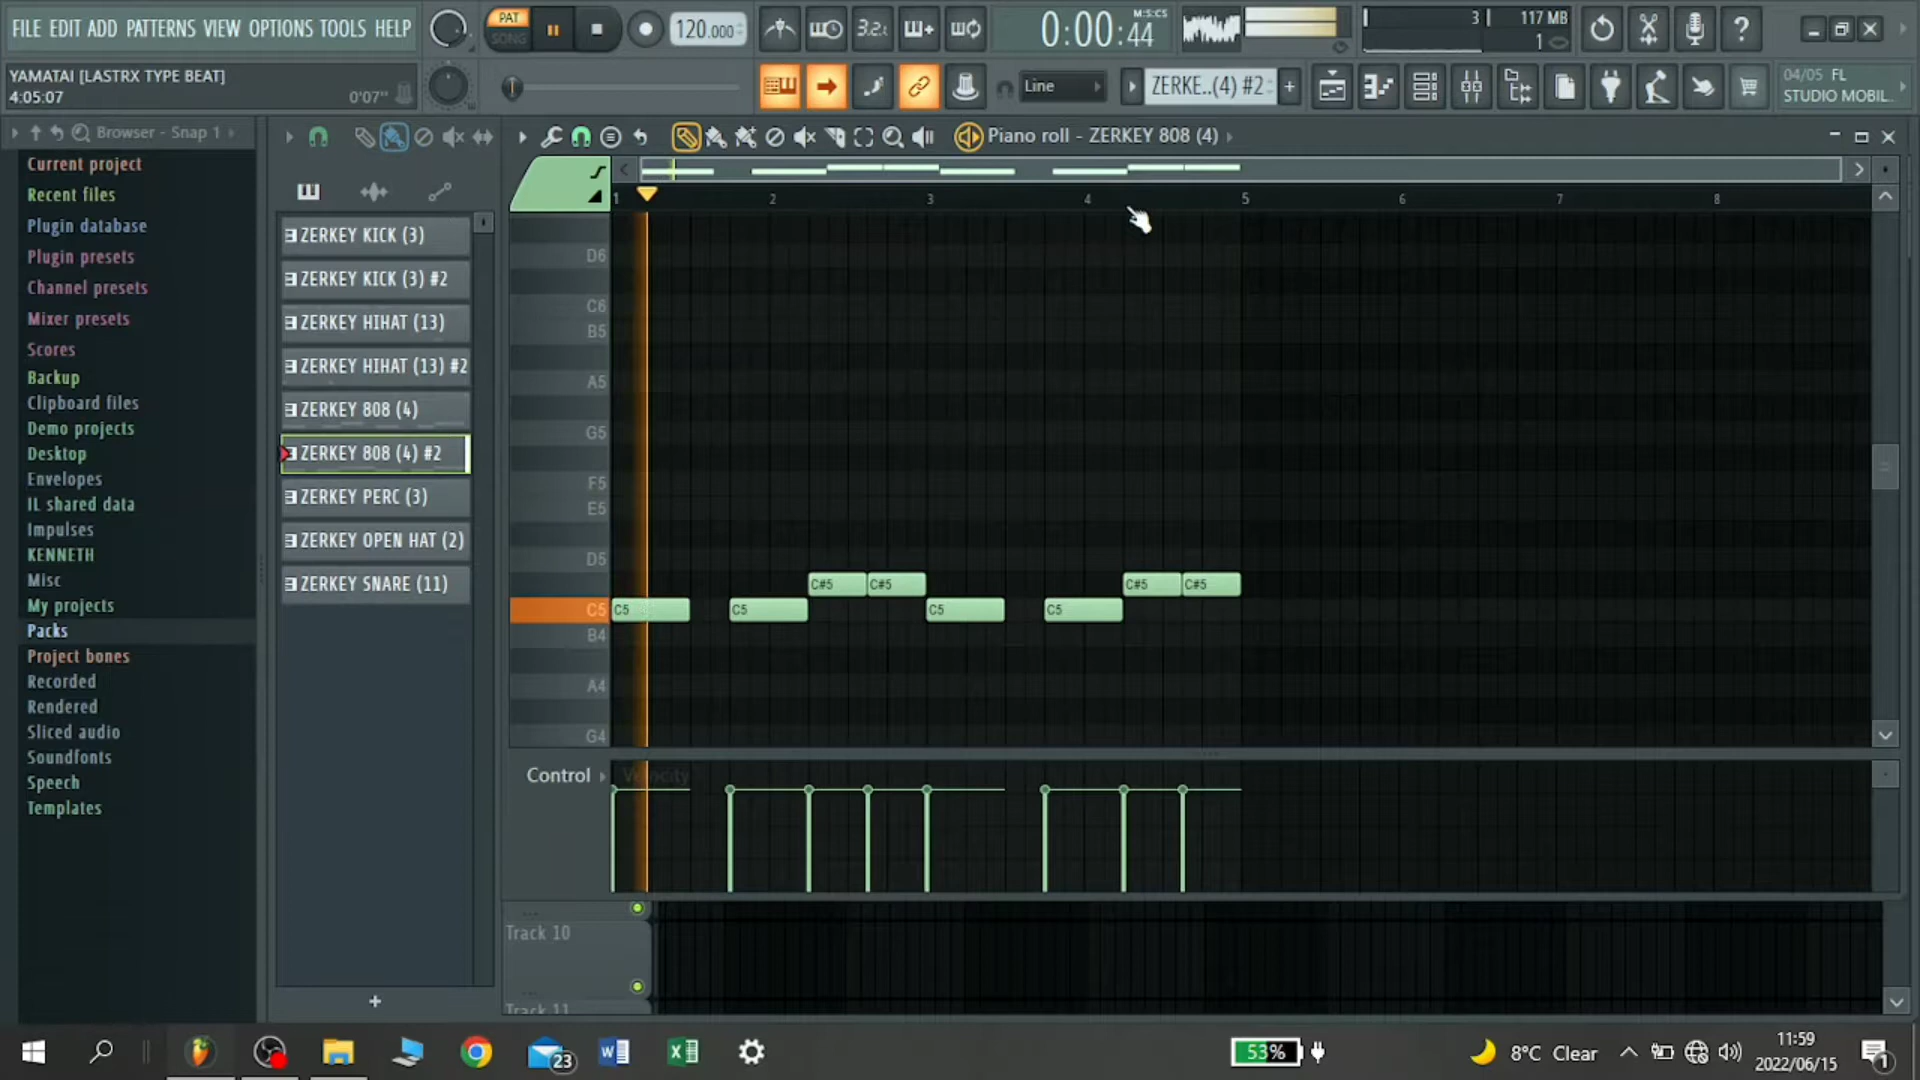 FILE EDIT ADD PATTERNS VIEW OPTIONS TOOLS HELP
PAT
SONG
120.000
3.2.
0:00:44
M:S:CS
3
117 MB
1
YAMATAI [LASTRX TYPE BEAT]
4:05:07
0'07"
Line
ZERKE..(4) #2
04/05 FL
STUDIO MOBIL..
Browser - Snap 1
Piano roll - ZERKEY 808 (4)
Current project
Recent files
Plugin database
Plugin presets
Channel presets
Mixer presets
Scores
Backup
Clipboard files
Demo projects
Desktop
Envelopes
IL shared data
Impulses
KENNETH
Misc
My projects
Packs
Project bones
Recorded
Rendered
Sliced audio
Soundfonts
Speech
Templates
ZERKEY KICK (3)
ZERKEY KICK (3) #2
ZERKEY HIHAT (13)
ZERKEY HIHAT (13) #2
ZERKEY 808 (4)
ZERKEY 808 (4) #2
ZERKEY PERC (3)
ZERKEY OPEN HAT (2)
ZERKEY SNARE (11)
+
1 2 3 4 5 6 7 8
D6
C6
B5
A5
G5
F5
E5
D5
C#5 C#5 C#5 C#5
C5 C5 C5 C5 C5
B4
A4
G4
Control
Velocity
Track 10
Track 11
23
53%
8°C Clear
11:59
2022/06/15
1